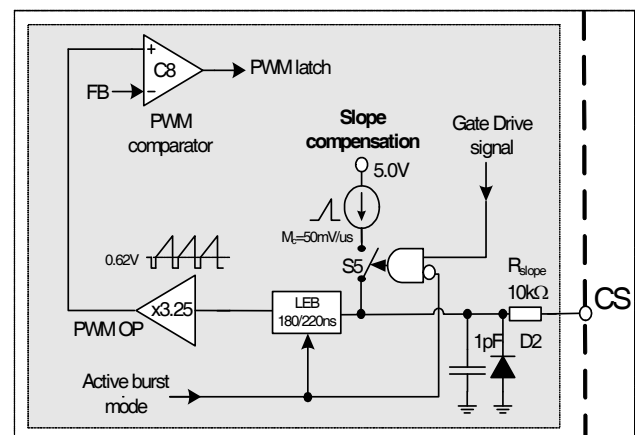 C8
PWM latch
FB
PWM
comparator
Slope
compensation
Gate Drive
signal
5.0V
Mc=50mV/us
S5
0.62V
Rslope
10kΩ
CS
x3.25
LEB
180/220ns
PWM OP
1pF
D2
Active burst
mode